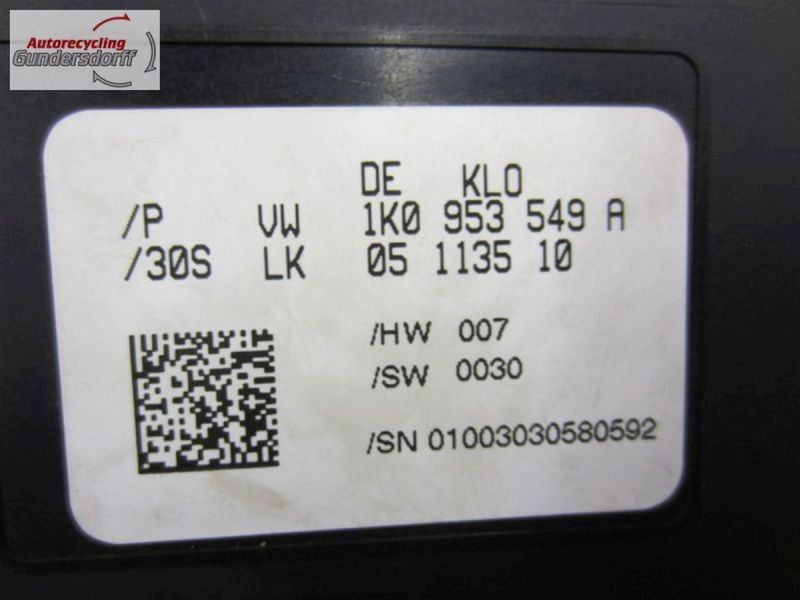 Autorecycling
Gundersdorff
DE KLO
/P VW 1K0 953 549 A
/30S LK 05 1135 10
/HW 007
/SW 0030
/SN 01003030580592